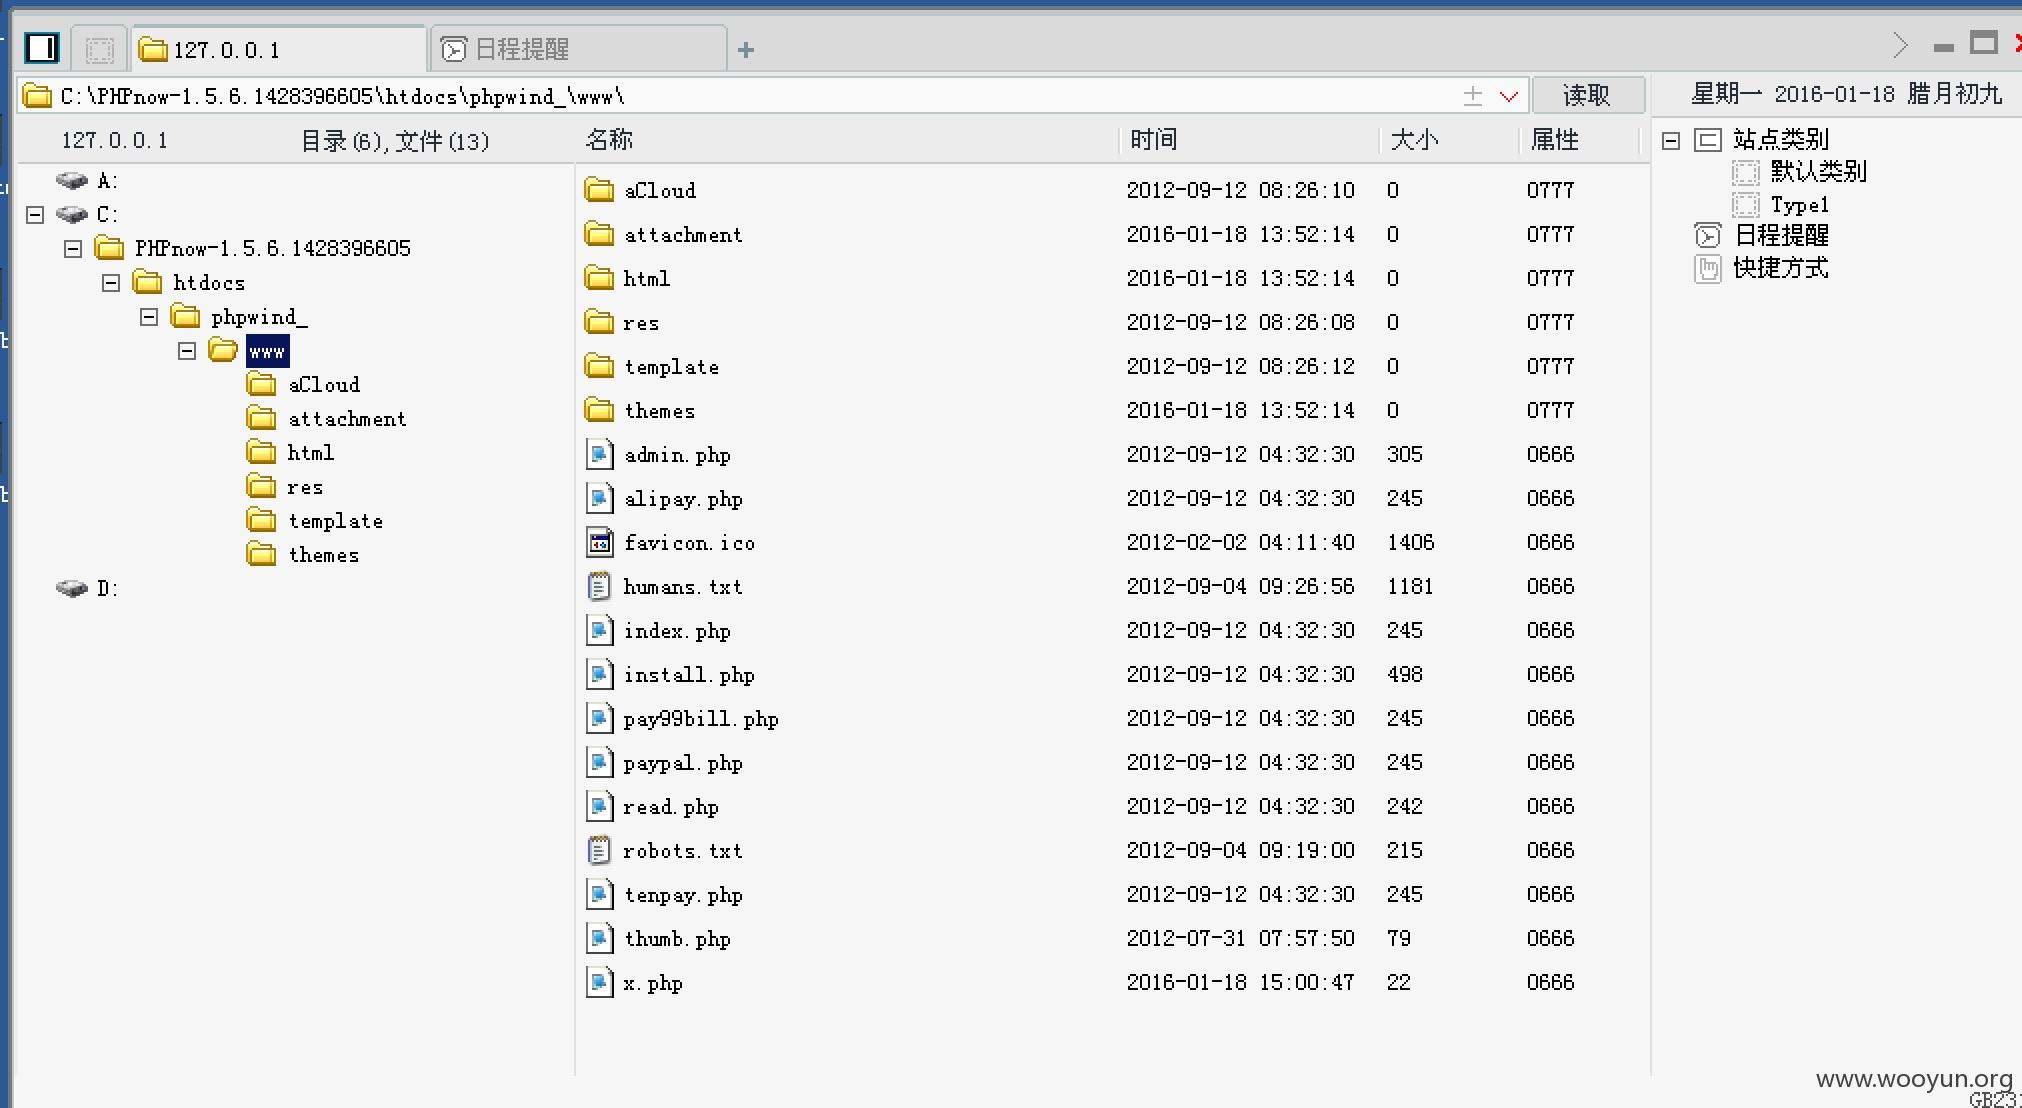 127.0.0.1
日程提醒
C:\PHPnow-1.5.6.1428396605\htdocs\phpwind_\www\
读取
星期一 2016-01-18 腊月初九
127.0.0.1 目录(6),文件(13)
名称 时间 大小 属性
A:
C:
PHPnow-1.5.6.1428396605
htdocs
phpwind_
www
aCloud
attachment
html
res
template
themes
D:
aCloud 2012-09-12 08:26:10 0 0777
attachment 2016-01-18 13:52:14 0 0777
html 2016-01-18 13:52:14 0 0777
res 2012-09-12 08:26:08 0 0777
template 2012-09-12 08:26:12 0 0777
themes 2016-01-18 13:52:14 0 0777
admin.php 2012-09-12 04:32:30 305 0666
alipay.php 2012-09-12 04:32:30 245 0666
favicon.ico 2012-02-02 04:11:40 1406 0666
humans.txt 2012-09-04 09:26:56 1181 0666
index.php 2012-09-12 04:32:30 245 0666
install.php 2012-09-12 04:32:30 498 0666
pay99bill.php 2012-09-12 04:32:30 245 0666
paypal.php 2012-09-12 04:32:30 245 0666
read.php 2012-09-12 04:32:30 242 0666
robots.txt 2012-09-04 09:19:00 215 0666
tenpay.php 2012-09-12 04:32:30 245 0666
thumb.php 2012-07-31 07:57:50 79 0666
x.php 2016-01-18 15:00:47 22 0666
站点类别
默认类别
Type1
日程提醒
快捷方式
www.wooyun.org